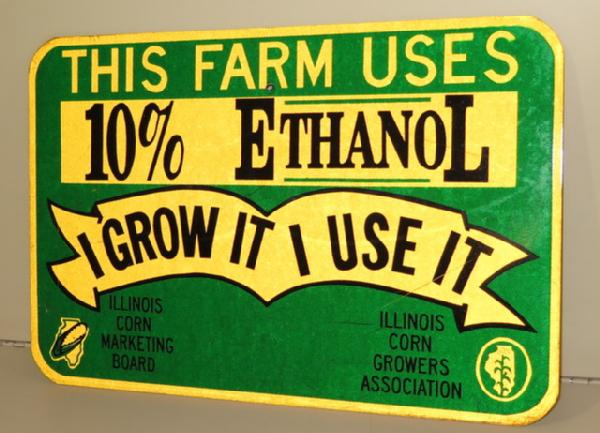 THIS FARM USES
10% ETHANOL
I GROW IT I USE IT
ILLINOIS
CORN
MARKETING
BOARD
ILLINOIS
CORN
GROWERS
ASSOCIATION